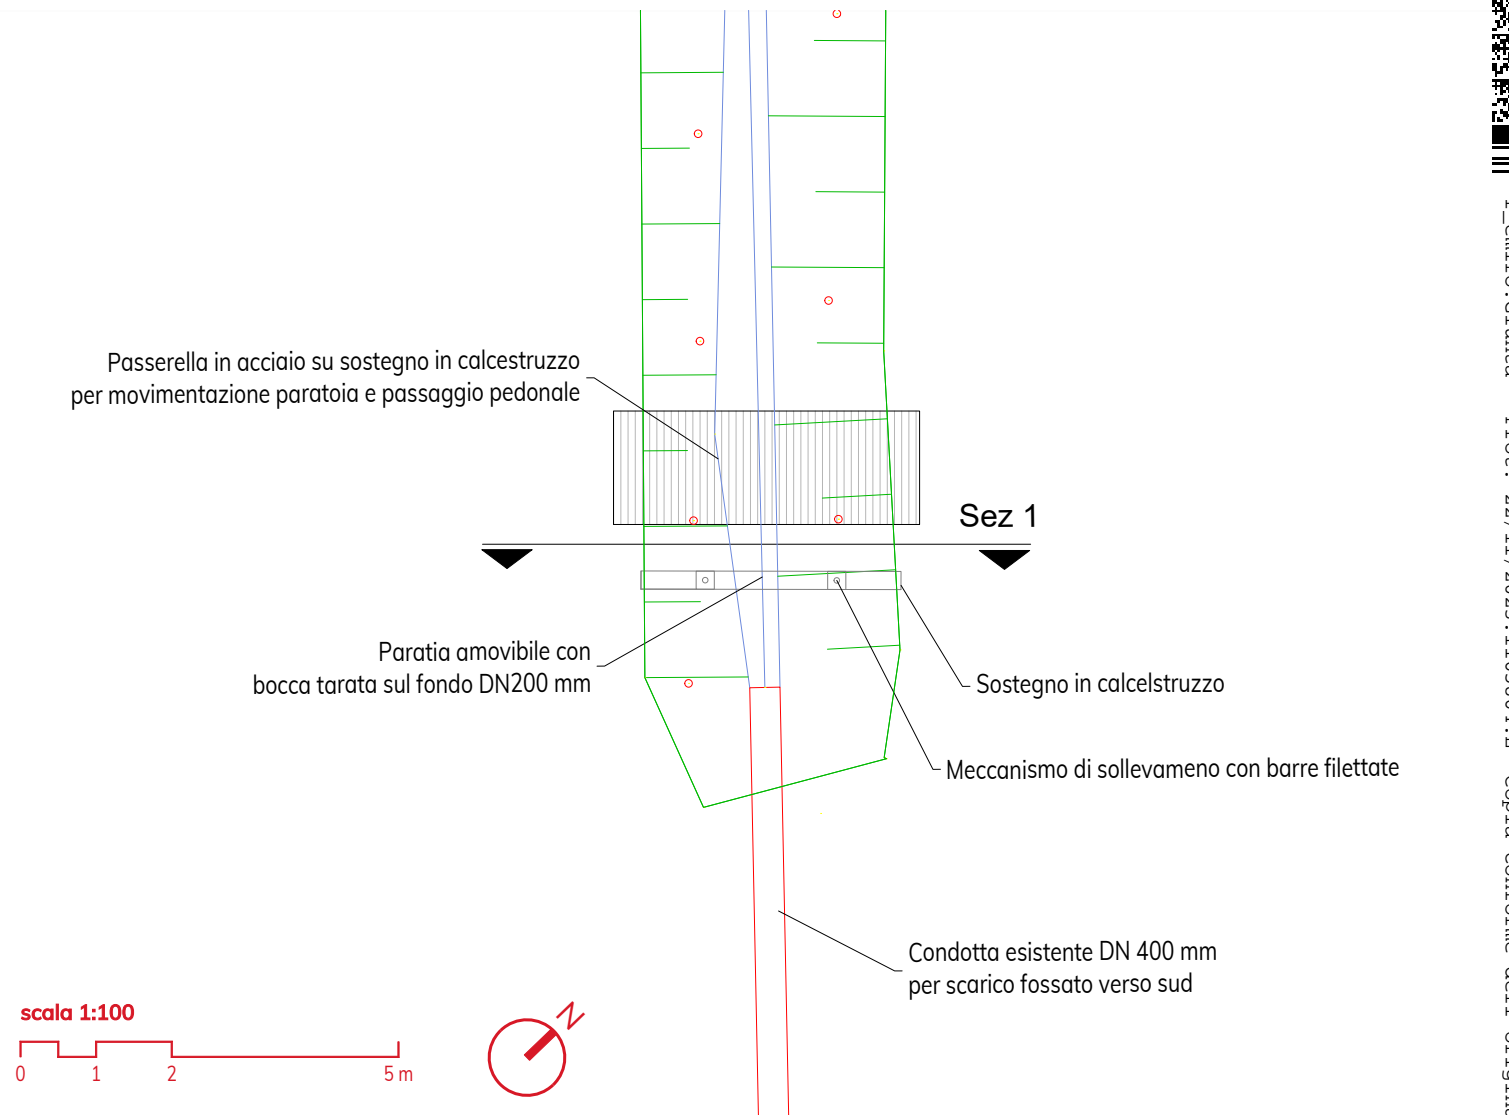 Passerella in acciaio su sostegno in calcestruzzo
per movimentazione paratoia e passaggio pedonale
Sez 1
Paratia amovibile con
bocca tarata sul fondo DN200 mm
Sostegno in calcelstruzzo
Meccanismo di sollevameno con barre filettate
Condotta esistente DN 400 mm
per scarico fossato verso sud
scala 1:100
0 1 2 5 m
N